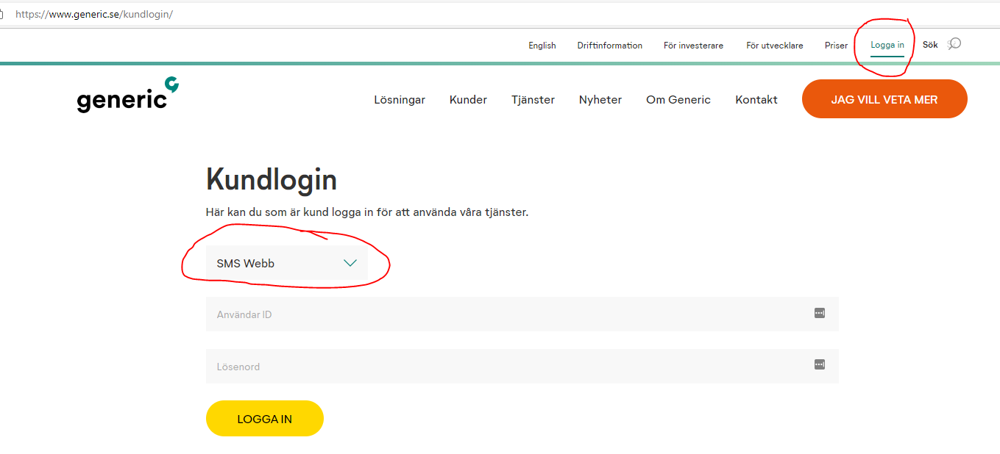 https://www.generic.se/kundlogin/
English Driftinformation För investerare För utvecklare Priser Logga in Sök
generic
Lösningar Kunder Tjänster Nyheter Om Generic Kontakt JAG VILL VETA MER
Kundlogin
Här kan du som är kund logga in för att använda våra tjänster.
SMS Webb
Användar ID
Lösenord
LOGGA IN